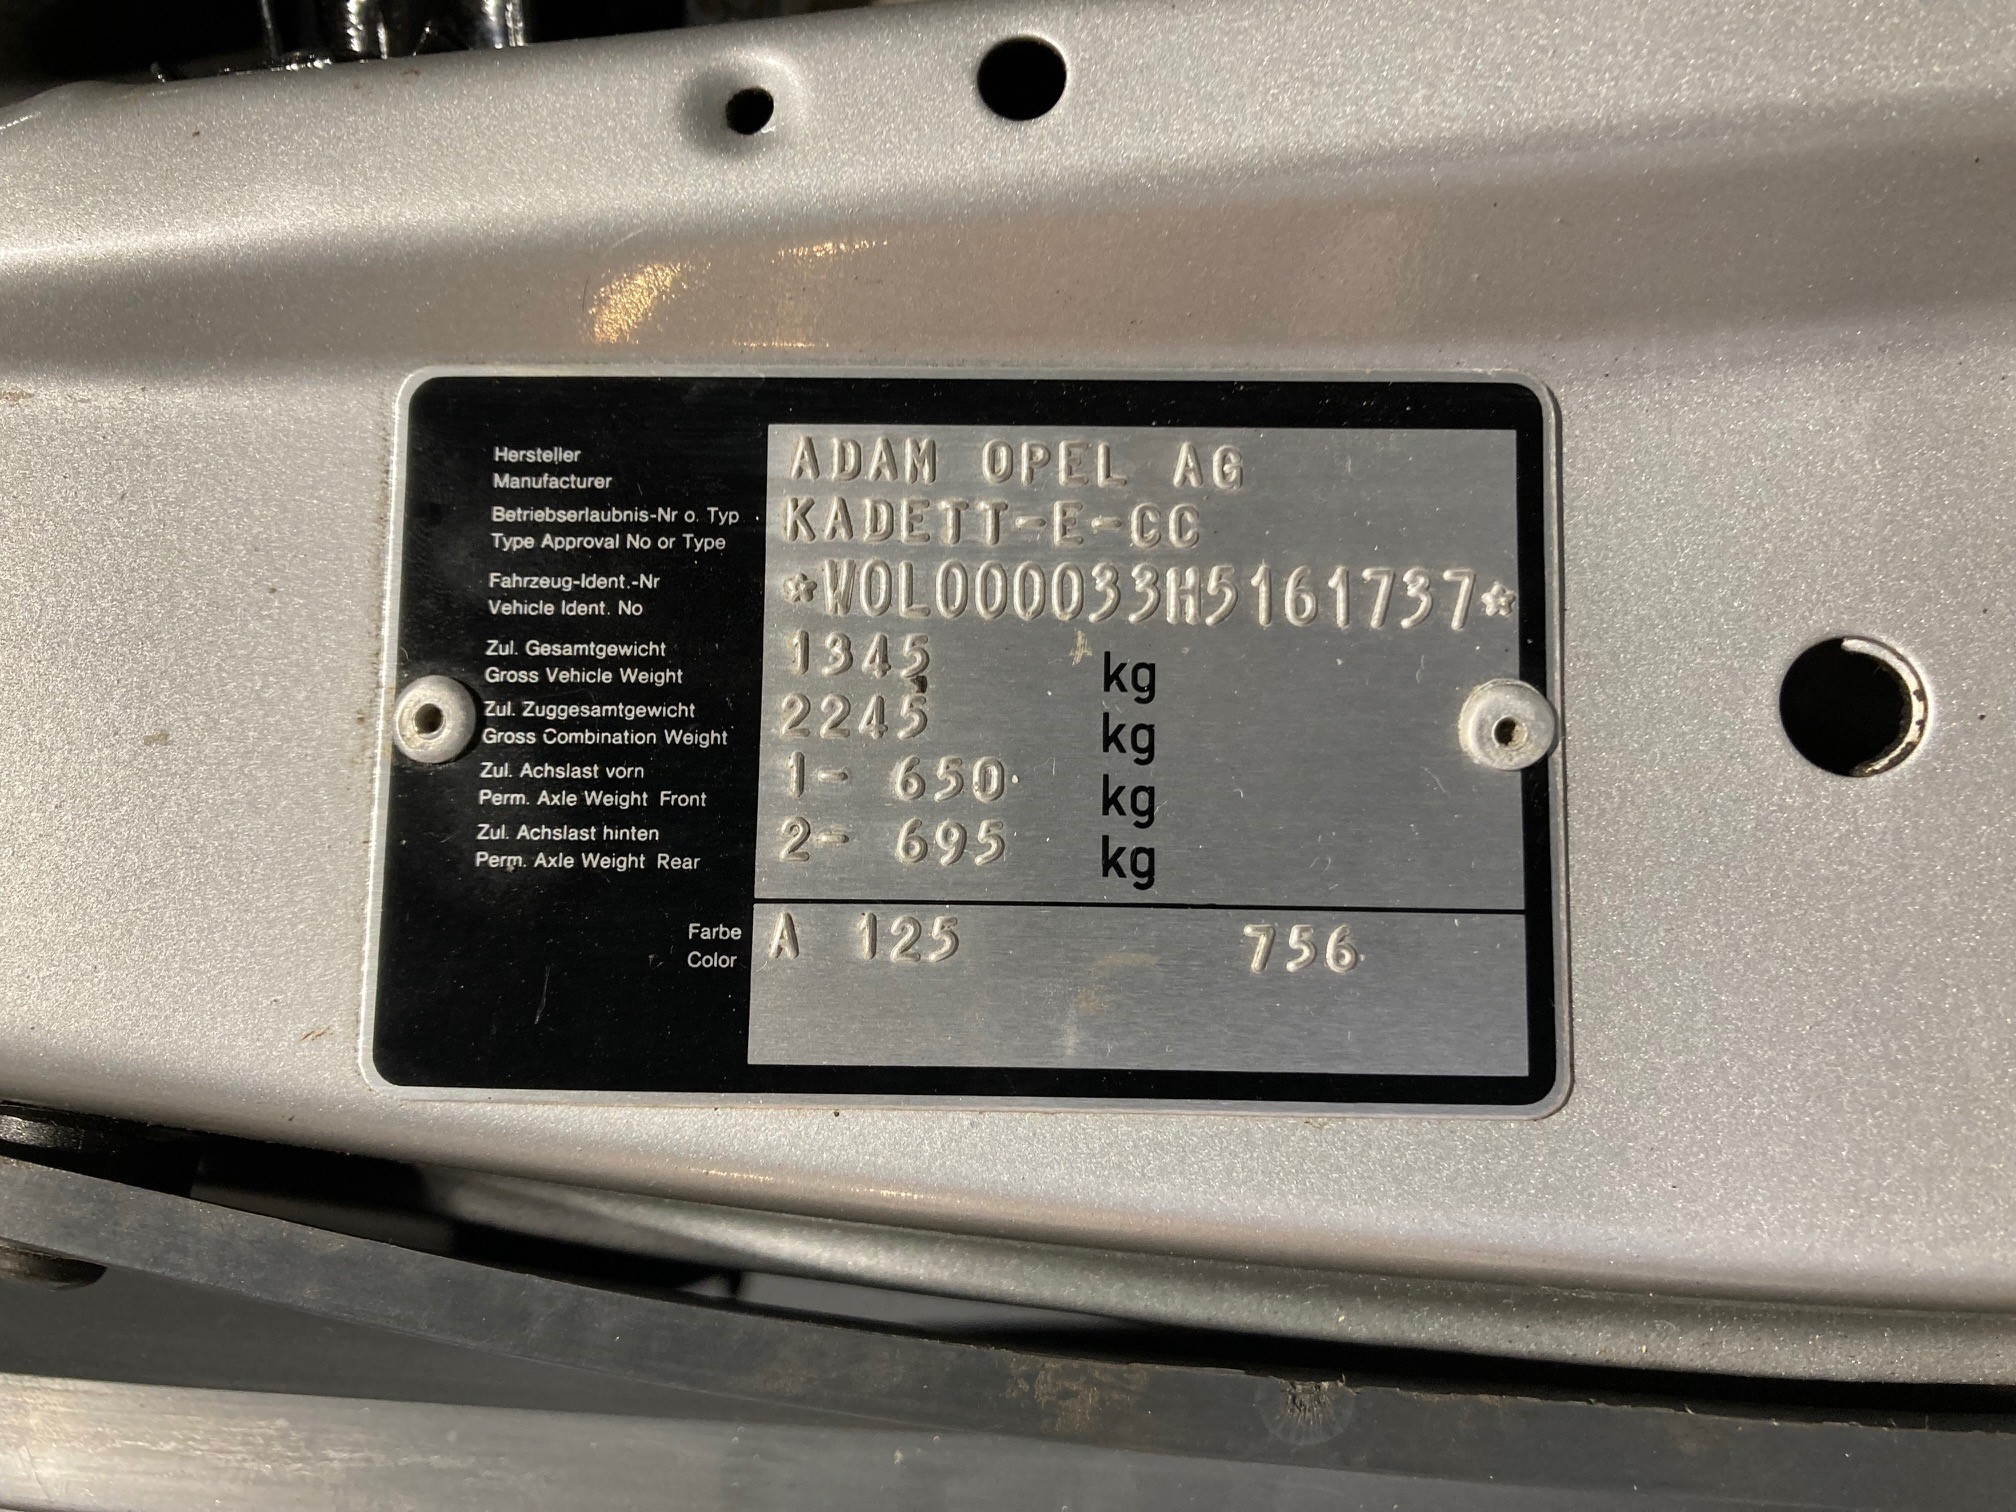 Hersteller
Manufacturer
ADAM OPEL AG
Betriebserlaubnis-Nr o. Typ
Type Approval No or Type
KADETT-E-CC
Fahrzeug-Ident.-Nr
Vehicle Ident. No
*W0L000033H5161737*
Zul. Gesamtgewicht
Gross Vehicle Weight
1345 kg
Zul. Zuggesamtgewicht
Gross Combination Weight
2245 kg
Zul. Achslast vorn
Perm. Axle Weight Front
1- 650 kg
Zul. Achslast hinten
Perm. Axle Weight Rear
2- 695 kg
Farbe
Color
A 125 756